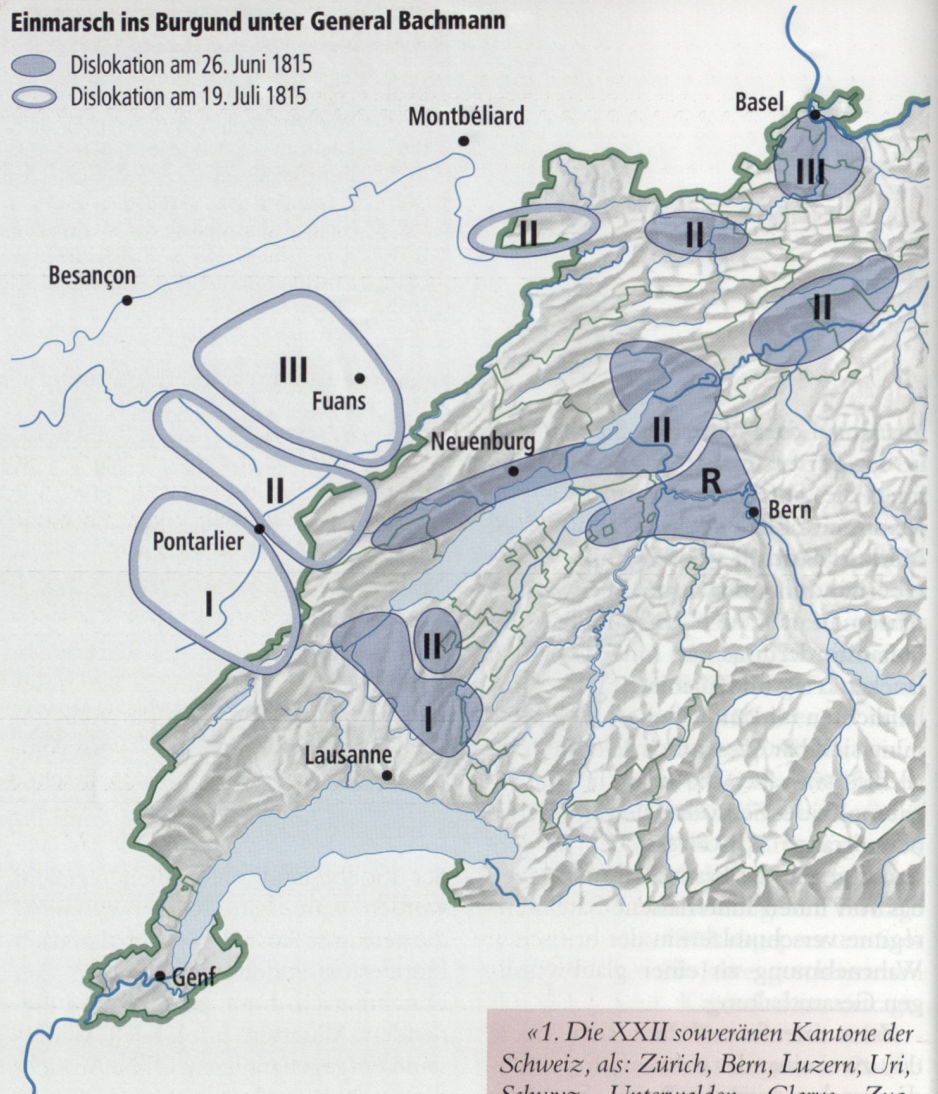 Einmarsch ins Burgund unter General Bachmann
Dislokation am 26. Juni 1815
Dislokation am 19. Juli 1815
Montbéliard
Basel
III
II
II
Besançon
II
III
Fuans
II
Neuenburg
R
II
Bern
Pontarlier
I
II
I
Lausanne
Genf
«1. Die XXII souveränen Kantone der
Schweiz, als: Zürich, Bern, Luzern, Uri,